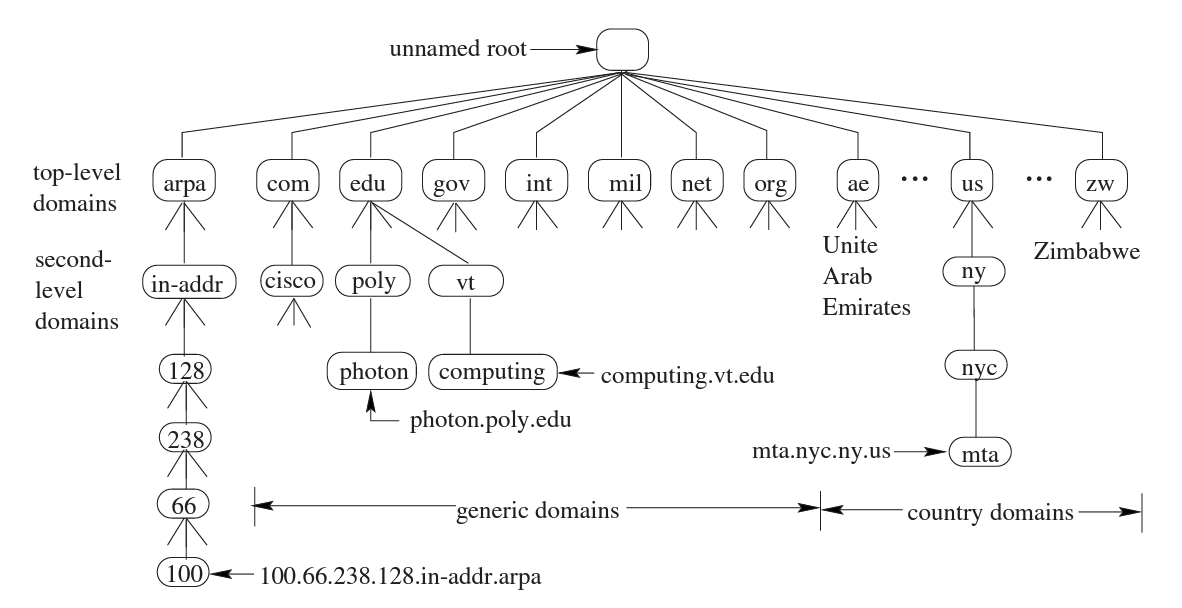 unnamed root
top-level
domains
arpa com edu gov int mil net org ae ... us ... zw
Unite
Arab
Emirates
Zimbabwe
second-
level
domains
in-addr cisco poly vt ny
128 photon computing computing.vt.edu nyc
photon.poly.edu
238
mta.nyc.ny.us mta
66
generic domains country domains
100 100.66.238.128.in-addr.arpa